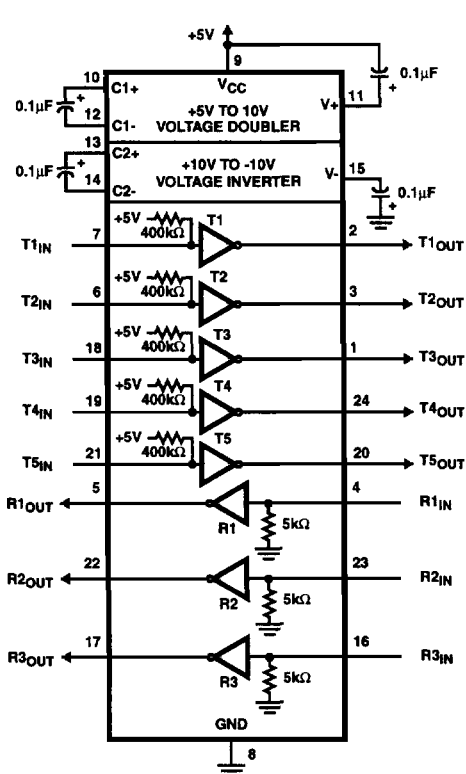 +5V
9
VCC
10
C1+
0.1µF
+
12
C1-
+5V TO 10V
VOLTAGE DOUBLER
V+
11
+
0.1µF
13
C2+
0.1µF
+
14
C2-
+10V TO -10V
VOLTAGE INVERTER
V-
15
0.1µF
+
T1IN
7
+5V
400kΩ
T1
2
T1OUT
T2IN
6
+5V
400kΩ
T2
3
T2OUT
T3IN
18
+5V
400kΩ
T3
1
T3OUT
T4IN
19
+5V
400kΩ
T4
24
T4OUT
T5IN
21
+5V
400kΩ
T5
20
T5OUT
R1OUT
5
R1
5kΩ
4
R1IN
R2OUT
22
R2
5kΩ
23
R2IN
R3OUT
17
R3
5kΩ
16
R3IN
GND
8